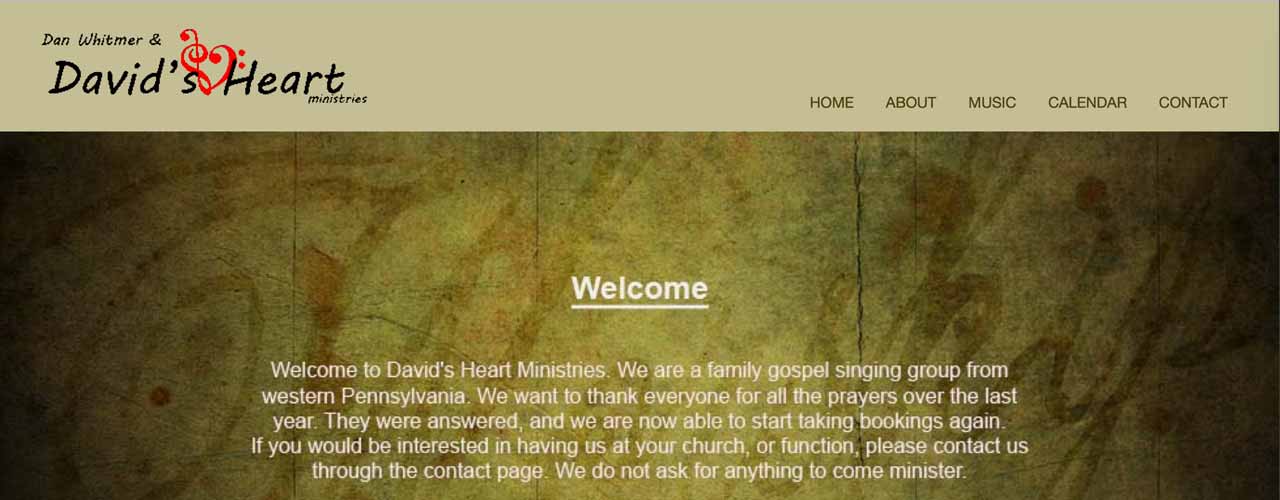 Dan Whitmer &
David's Heart
ministries
HOME ABOUT MUSIC CALENDAR CONTACT
Welcome
Welcome to David's Heart Ministries. We are a family gospel singing group from
western Pennsylvania. We want to thank everyone for all the prayers over the last
year. They were answered, and we are now able to start taking bookings again.
If you would be interested in having us at your church, or function, please contact us
through the contact page. We do not ask for anything to come minister.